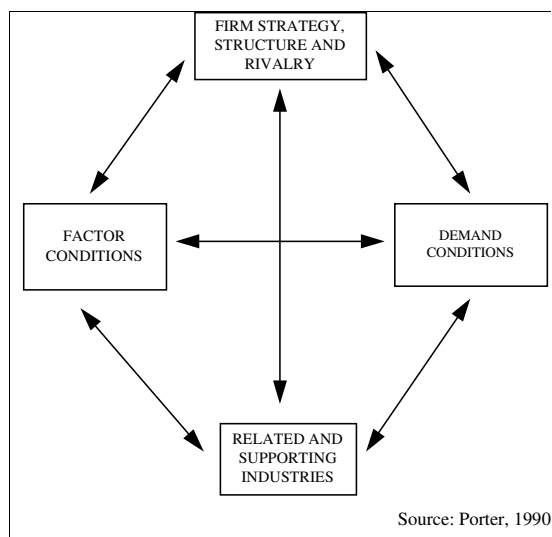 FIRM STRATEGY,
STRUCTURE AND
RIVALRY
FACTOR
CONDITIONS
DEMAND
CONDITIONS
RELATED AND
SUPPORTING
INDUSTRIES
Source: Porter, 1990